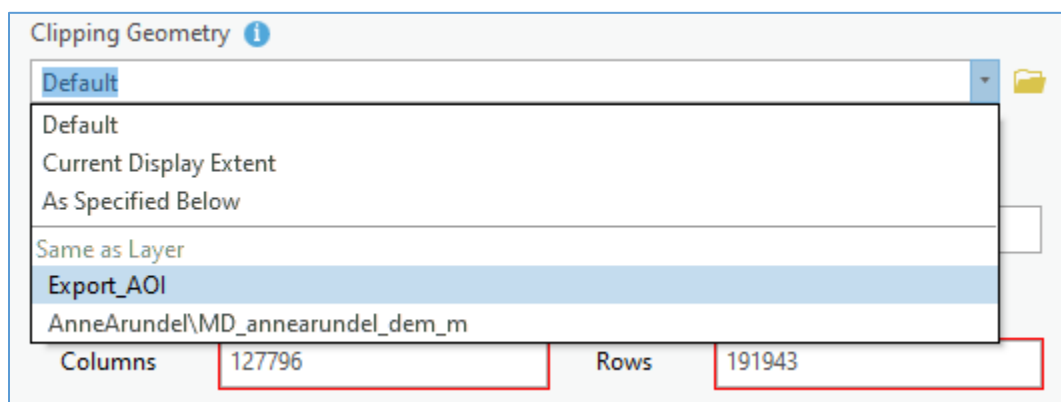 Clipping Geometry
Default
Default
Current Display Extent
As Specified Below
Same as Layer
Export_AOI
AnneArundel\MD_annearundel_dem_m
Columns 127796 Rows 191943